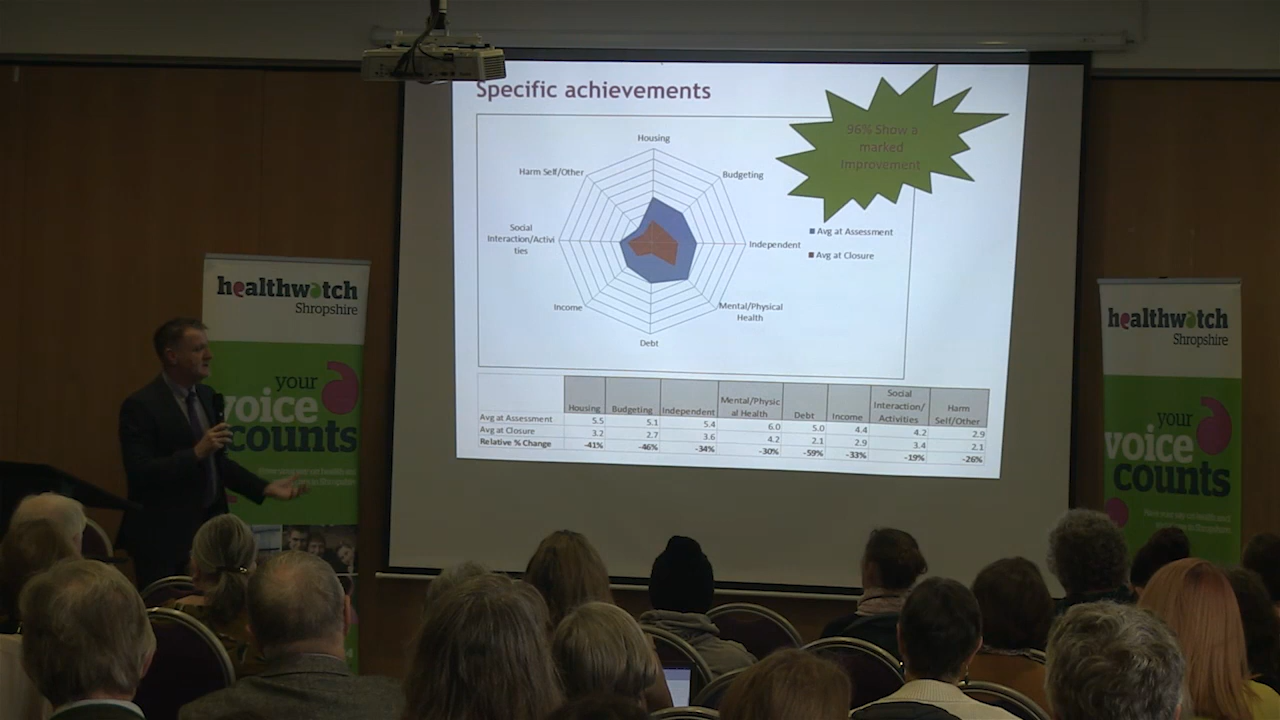 Specific achievements
96% Show a
marked
Improvement
Housing
Harm Self/Other
Budgeting
Social
Interaction/Activi
ties
Independent
Income
Mental/Physical
Health
Debt
Avg at Assessment
Avg at Closure
Housing Budgeting Independent Mental/Physic
al Health Debt Income Social
Interaction/
Activities Harm
Self/Other
Avg at Assessment 5.5 5.1 5.4 6.0 5.0 4.4 4.2 2.9
Avg at Closure 3.2 2.7 3.6 4.2 2.1 2.9 3.4 2.1
Relative % Change -41% -46% -34% -30% -59% -33% -19% -26%
healthwatch
Shropshire
your
voice
counts
healthwatch
Shropshire
your
voice
counts